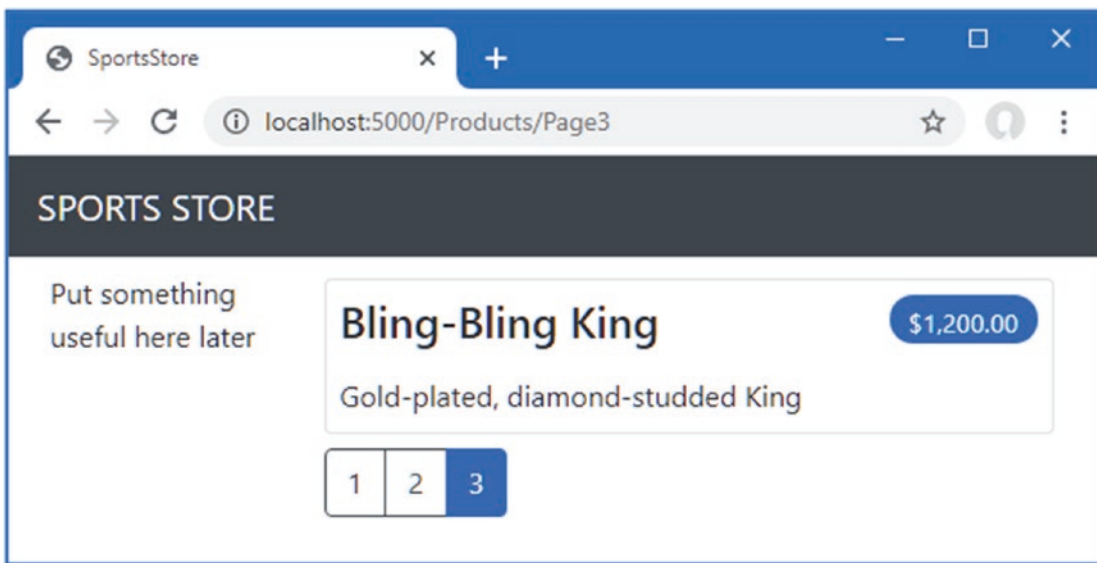 SportsStore
localhost:5000/Products/Page3
SPORTS STORE
Put something
useful here later
Bling-Bling King
$1,200.00
Gold-plated, diamond-studded King
1 2 3